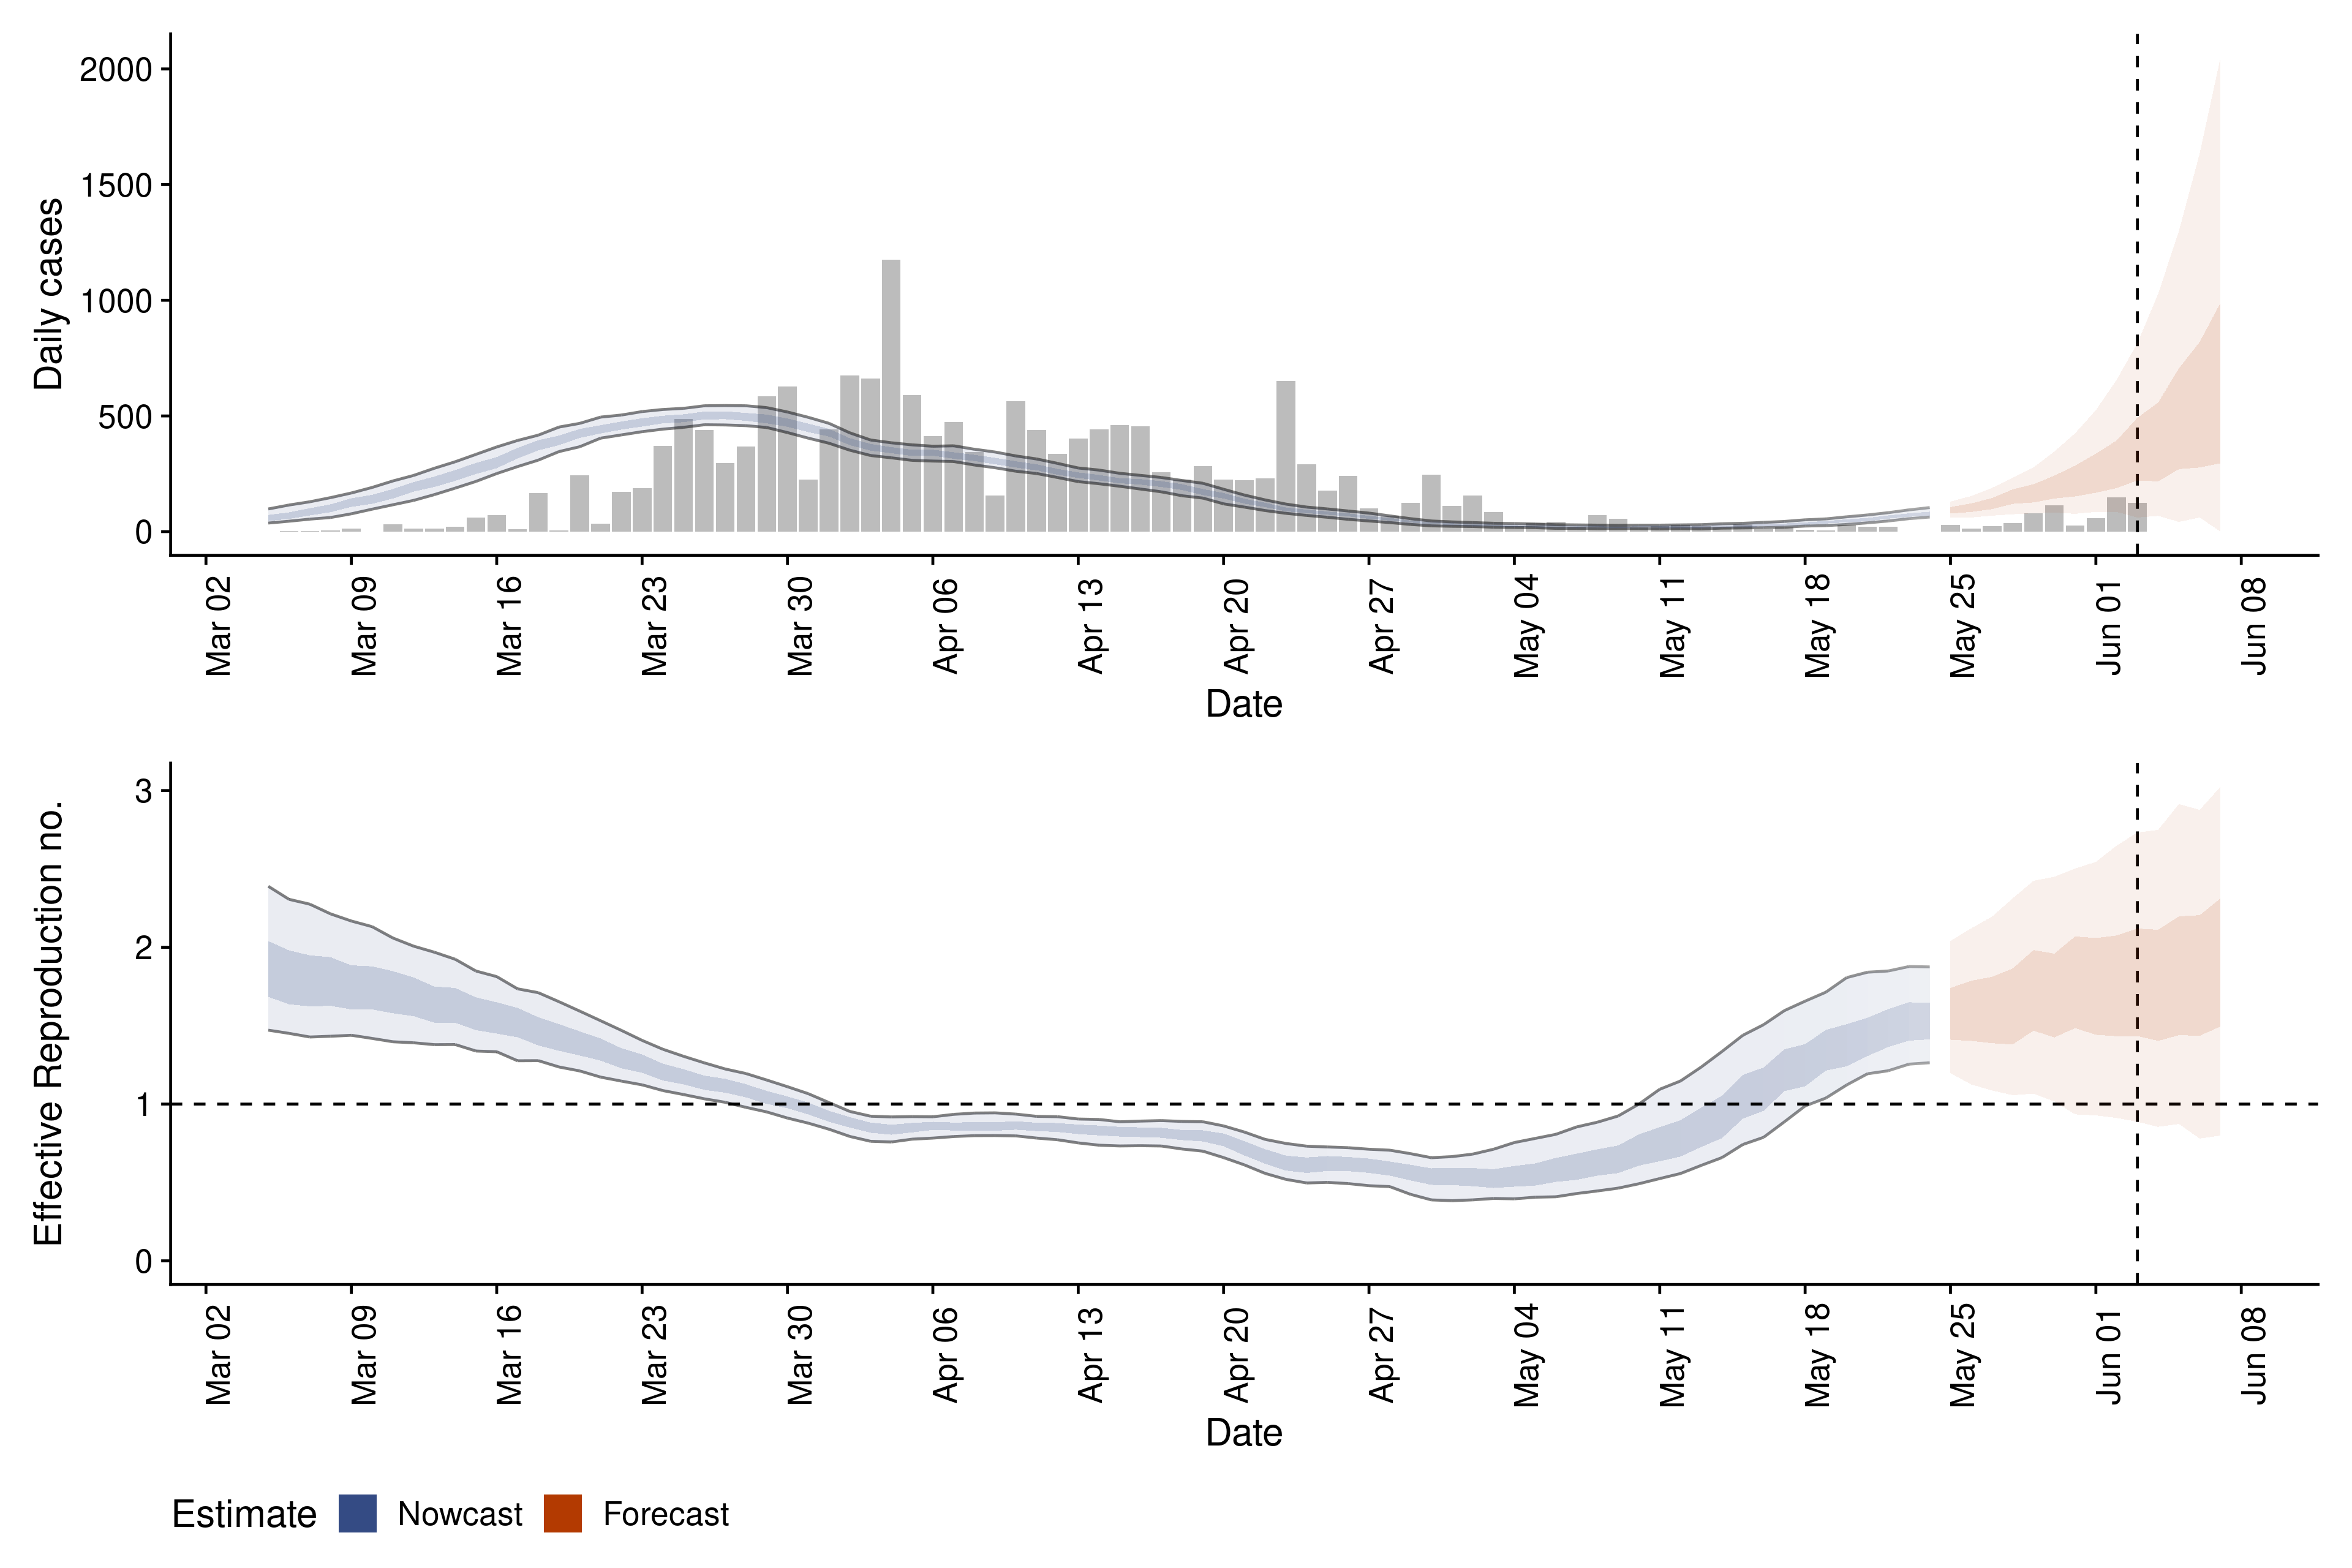 Daily cases
2000
1500
1000
500
0
Mar 02 Mar 09 Mar 16 Mar 23 Mar 30 Apr 06 Apr 13 Apr 20 Apr 27 May 04 May 11 May 18 May 25 Jun 01 Jun 08
Date
Effective Reproduction no.
3
2
1
0
Mar 02 Mar 09 Mar 16 Mar 23 Mar 30 Apr 06 Apr 13 Apr 20 Apr 27 May 04 May 11 May 18 May 25 Jun 01 Jun 08
Date
Estimate Nowcast Forecast